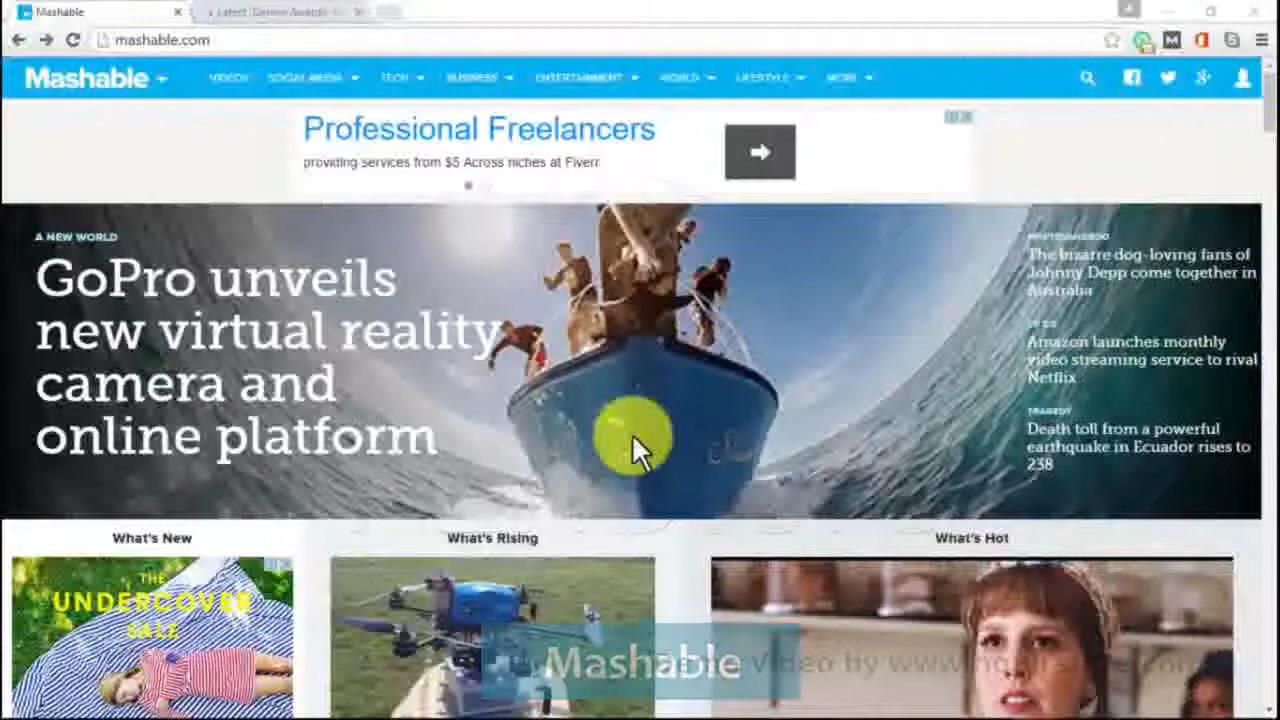 Mashable
Latest
mashable.com
Mashable
VIDEOS SOCIAL MEDIA TECH BUSINESS ENTERTAINMENT WORLD LIFESTYLE MORE
Professional Freelancers
providing services from $5 Across niches at Fiverr
A NEW WORLD
GoPro unveils
new virtual reality
camera and
online platform
The bizarre dog-loving fans of
Johnny Depp come together in
Australia
Amazon launches monthly
video streaming service to rival
Netflix
TRAGEDY
Death toll from a powerful
earthquake in Ecuador rises to
238
What's New
What's Rising
What's Hot
THE
UNDERCOVER
SALE
Mashable
Video by www.